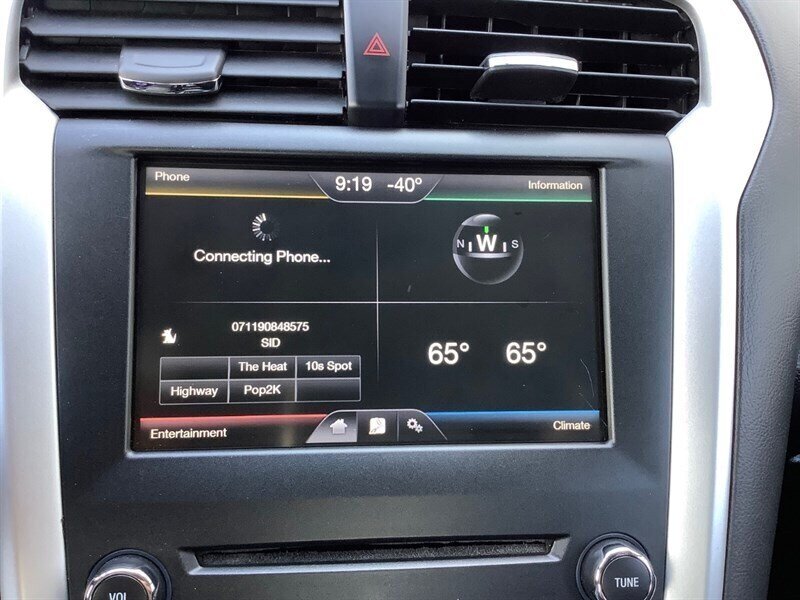 Phone
9:19 -40°
Information
Connecting Phone...
N W S
071190848575
SID
65° 65°
The Heat 10s Spot
Highway Pop2K
Entertainment
Climate
VOL
TUNE